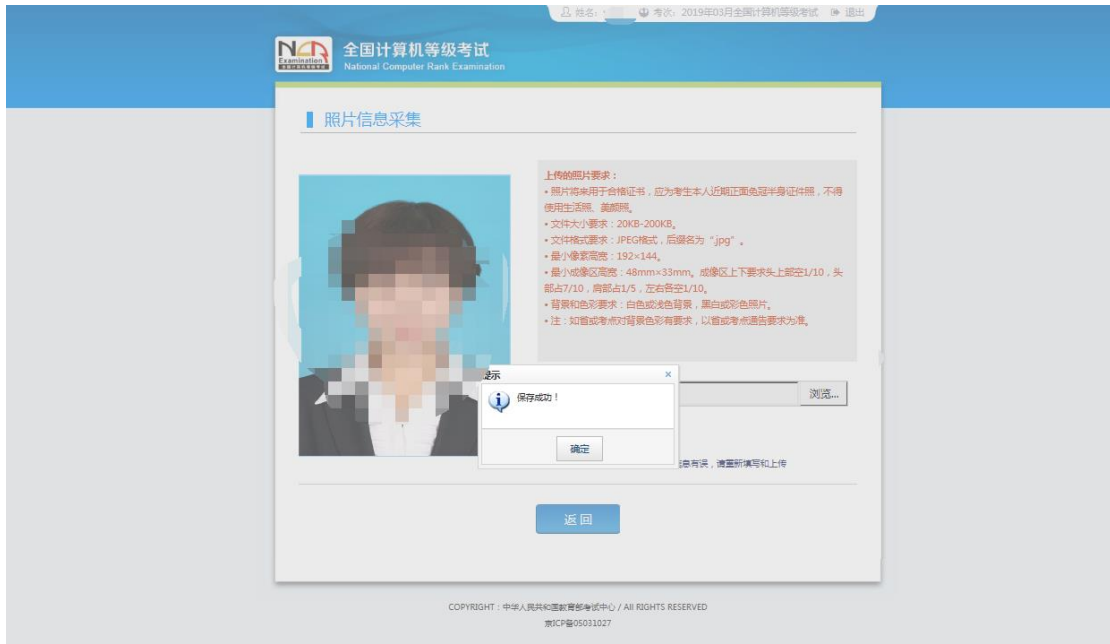 姓名：
考次：2019年03月全国计算机等级考试
退出
NCR
Examination
全国计算机等级考试
National Computer Rank Examination
照片信息采集
上传的照片要求：
• 照片将来用于合格证书，应为考生本人近期正面免冠半身证件照，不得
使用生活照、美颜照。
• 文件大小要求：20KB-200KB。
• 文件格式要求：JPEG格式，后缀名为“.jpg”。
• 最小像素高宽：192×144。
• 最小成像区高宽：48mm×33mm。成像区上下要求头上部空1/10，头
部占7/10，肩部占1/5，左右各空1/10。
• 背景和色彩要求：白色或浅色背景，黑白或彩色照片。
• 注：如省或考点对背景色彩有要求，以省或考点通告要求为准。
提示
×
保存成功！
确定
浏览...
息有误，请重新填写和上传
返回
COPYRIGHT：中华人民共和国教育部考试中心 / All RIGHTS RESERVED
京ICP备05031027